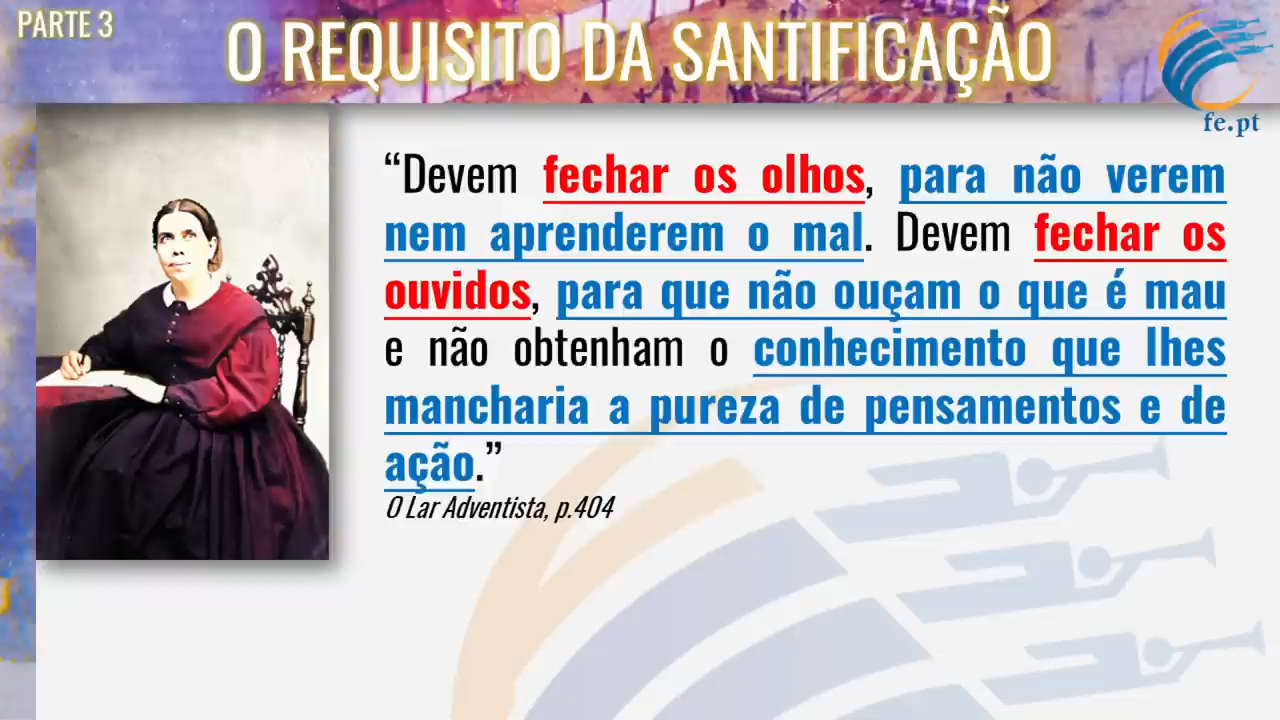 PARTE 3
O REQUISITO DA SANTIFICAÇÃO
fe.pt
“Devem fechar os olhos, para não verem
nem aprenderem o mal. Devem fechar os
ouvidos, para que não ouçam o que é mau
e não obtenham o conhecimento que lhes
mancharia a pureza de pensamentos e de
ação.”
O Lar Adventista, p.404